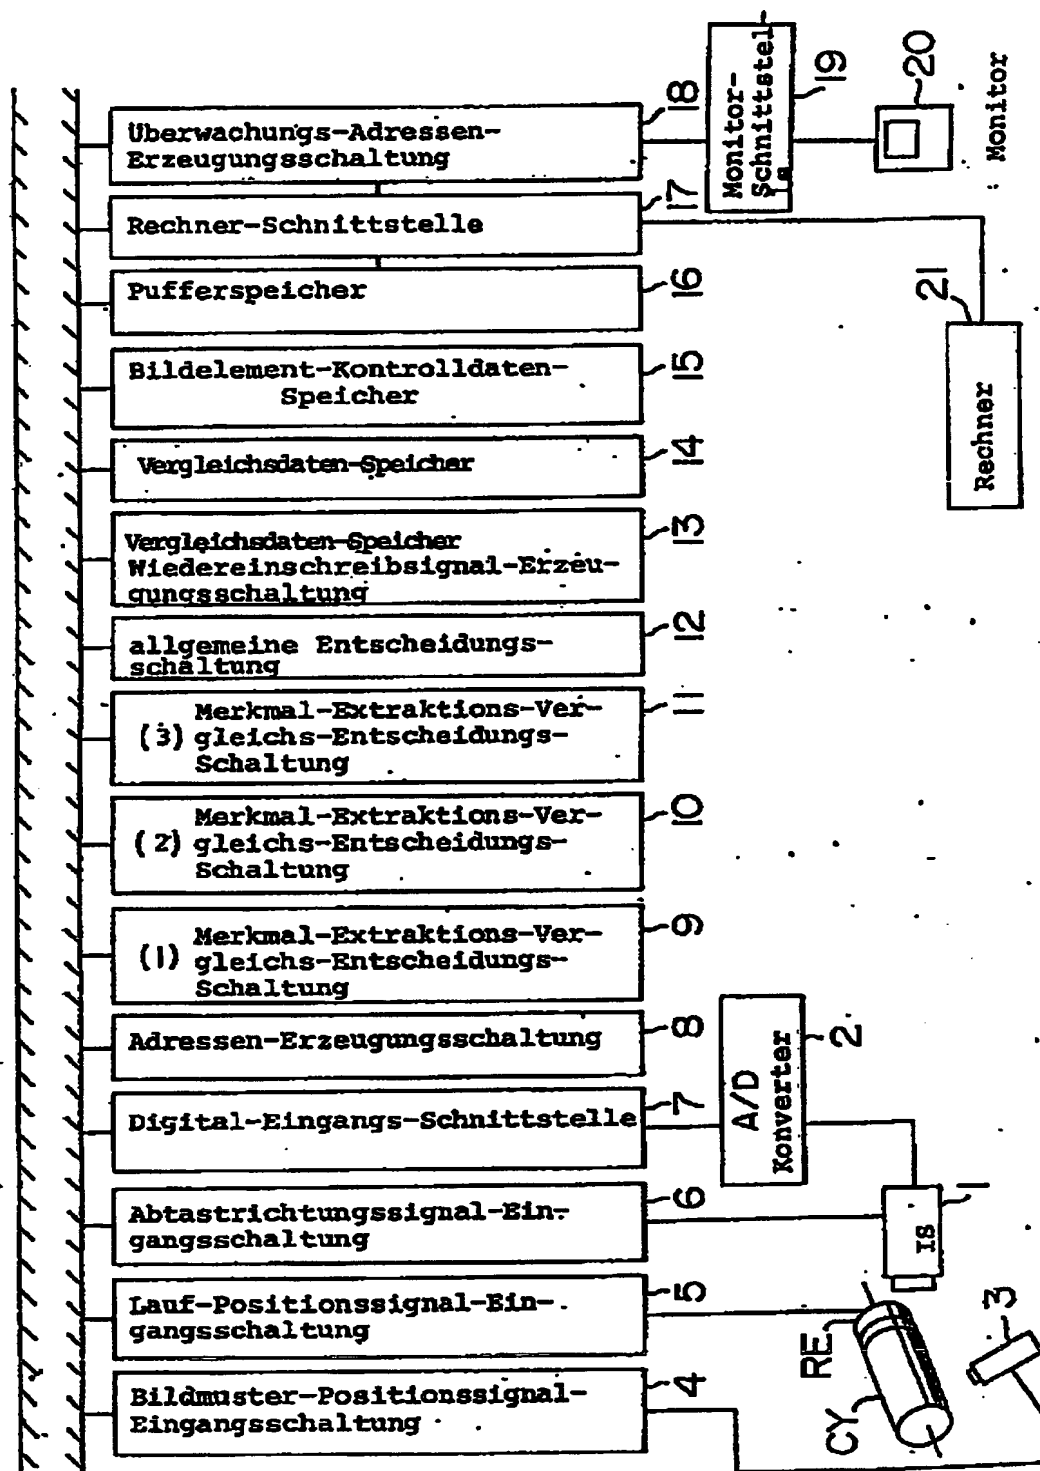 Überwachungs-Adressen-
Erzeugungsschaltung
18
Rechner-Schnittstelle
17
Pufferspeicher
16
Bildelement-Kontrolldaten-
Speicher
15
Vergleichsdaten-Speicher
14
Vergleichsdaten-Speicher
Wiedereinschreibsignal-Erzeu-
gungsschaltung
13
allgemeine Entscheidungs-
schaltung
12
(3) Merkmal-Extraktions-Ver-
gleichs-Entscheidungs-
Schaltung
11
(2) Merkmal-Extraktions-Ver-
gleichs-Entscheidungs-
Schaltung
10
(1) Merkmal-Extraktions-Ver-
gleichs-Entscheidungs-
Schaltung
9
Adressen-Erzeugungsschaltung
8
Digital-Eingangs-Schnittstelle
7
Abtastrichtungssignal-Ein-
gangsschaltung
6
Lauf-Positionssignal-Ein-
gangsschaltung
5
Bildmuster-Positionssignal-
Eingangsschaltung
4
Monitor-
Schnittstel-
le
19
20
Monitor
21
Rechner
A/D
Konverter
2
IS
1
RE
CY
3